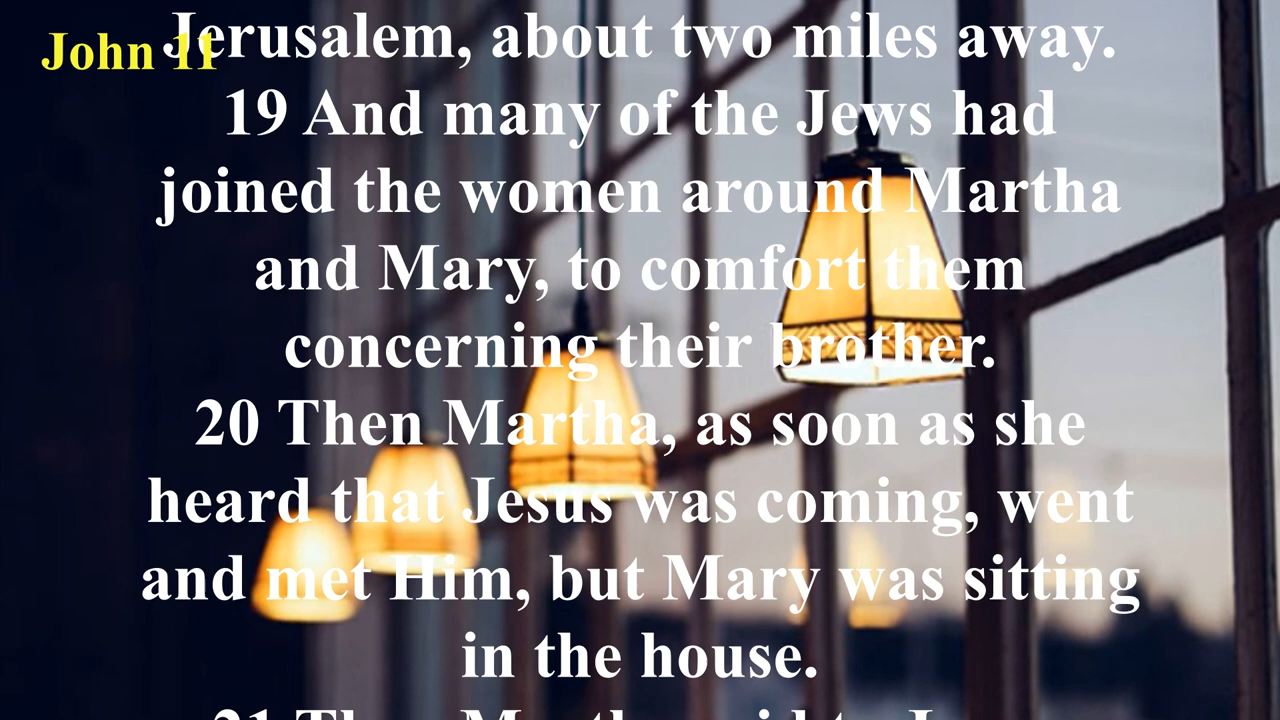 John 11
Jerusalem, about two miles away.
19 And many of the Jews had
joined the women around Martha
and Mary, to comfort them
concerning their brother.
20 Then Martha, as soon as she
heard that Jesus was coming, went
and met Him, but Mary was sitting
in the house.